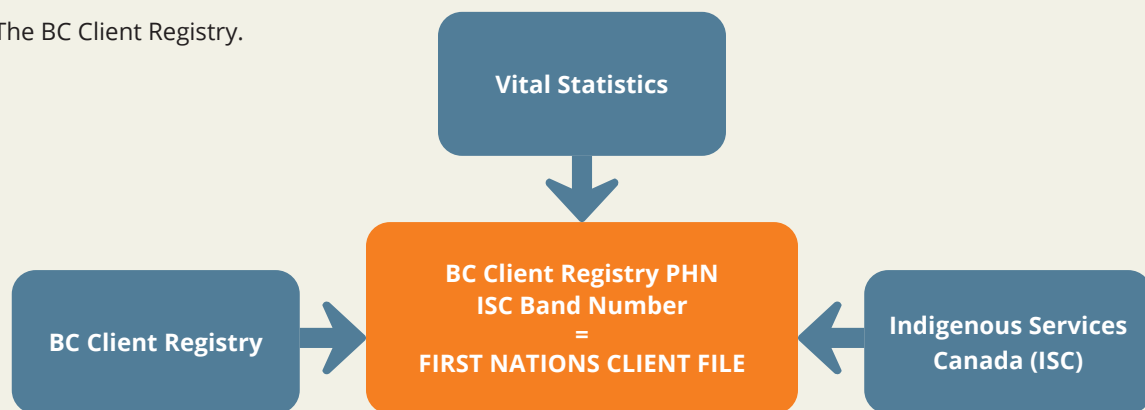 The BC Client Registry.
Vital Statistics
BC Client Registry PHN
ISC Band Number
=
FIRST NATIONS CLIENT FILE
BC Client Registry
Indigenous Services
Canada (ISC)